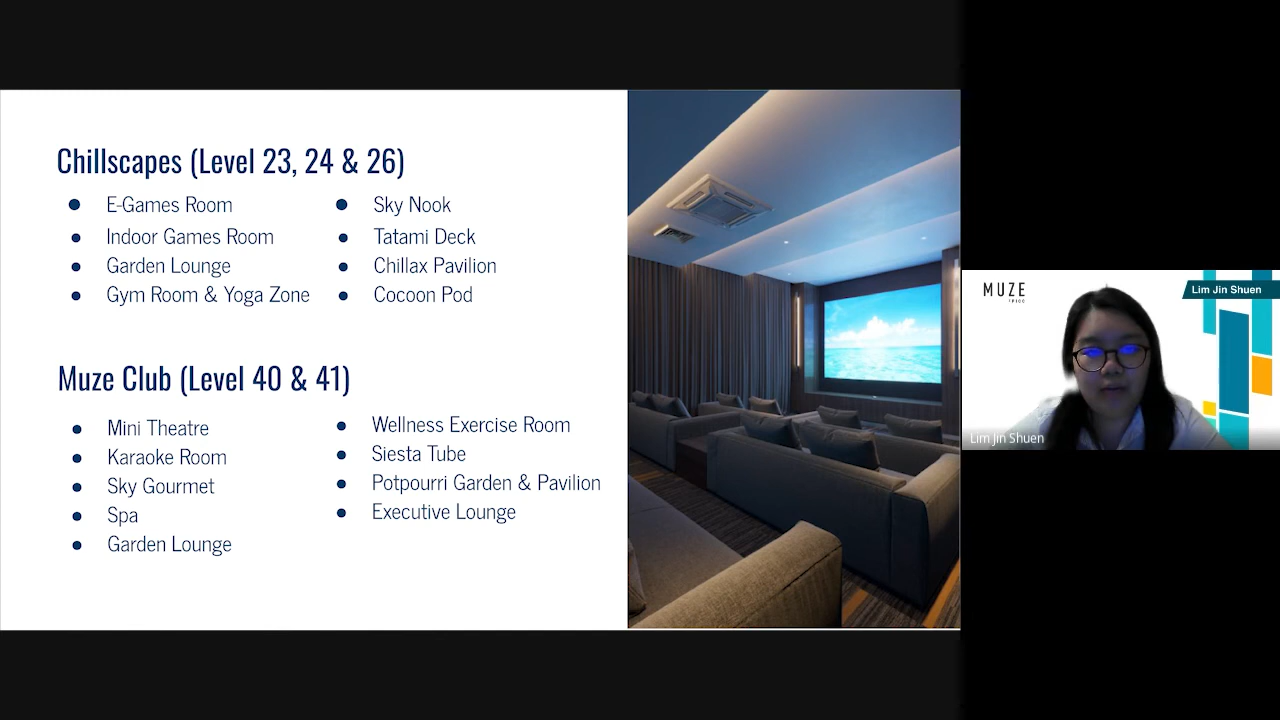 Chillscapes (Level 23, 24 & 26)
E-Games Room
Indoor Games Room
Garden Lounge
Gym Room & Yoga Zone
Sky Nook
Tatami Deck
Chillax Pavilion
Cocoon Pod
Muze Club (Level 40 & 41)
Mini Theatre
Karaoke Room
Sky Gourmet
Spa
Garden Lounge
Wellness Exercise Room
Siesta Tube
Potpourri Garden & Pavilion
Executive Lounge
MUZE
Lim Jin Shuen
Lim Jin Shuen